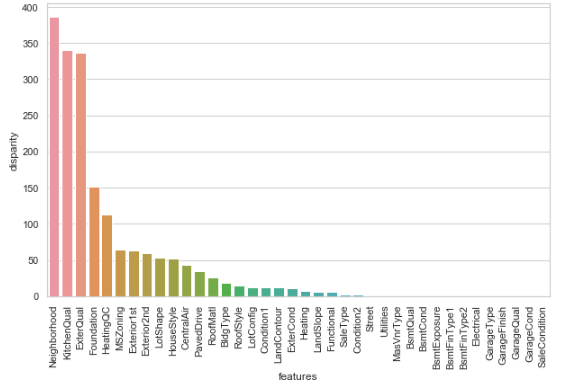 400
350
300
250
200
150
100
50
0
disparity
Neighborhood
KitchenQual
ExterQual
Foundation
HeatingQC
MSZoning
Exterior1st
Exterior2nd
LotShape
HouseStyle
CentralAir
PavedDrive
RoofMatl
BldgType
RoofStyle
LotConfig
Condition1
LandContour
ExterCond
Heating
LandSlope
Functional
SaleType
Condition2
Street
Utilities
MasVnrType
BsmtQual
BsmtCond
BsmtExposure
BsmtFinType1
BsmtFinType2
Electrical
GarageType
GarageFinish
GarageQual
GarageCond
SaleCondition
features